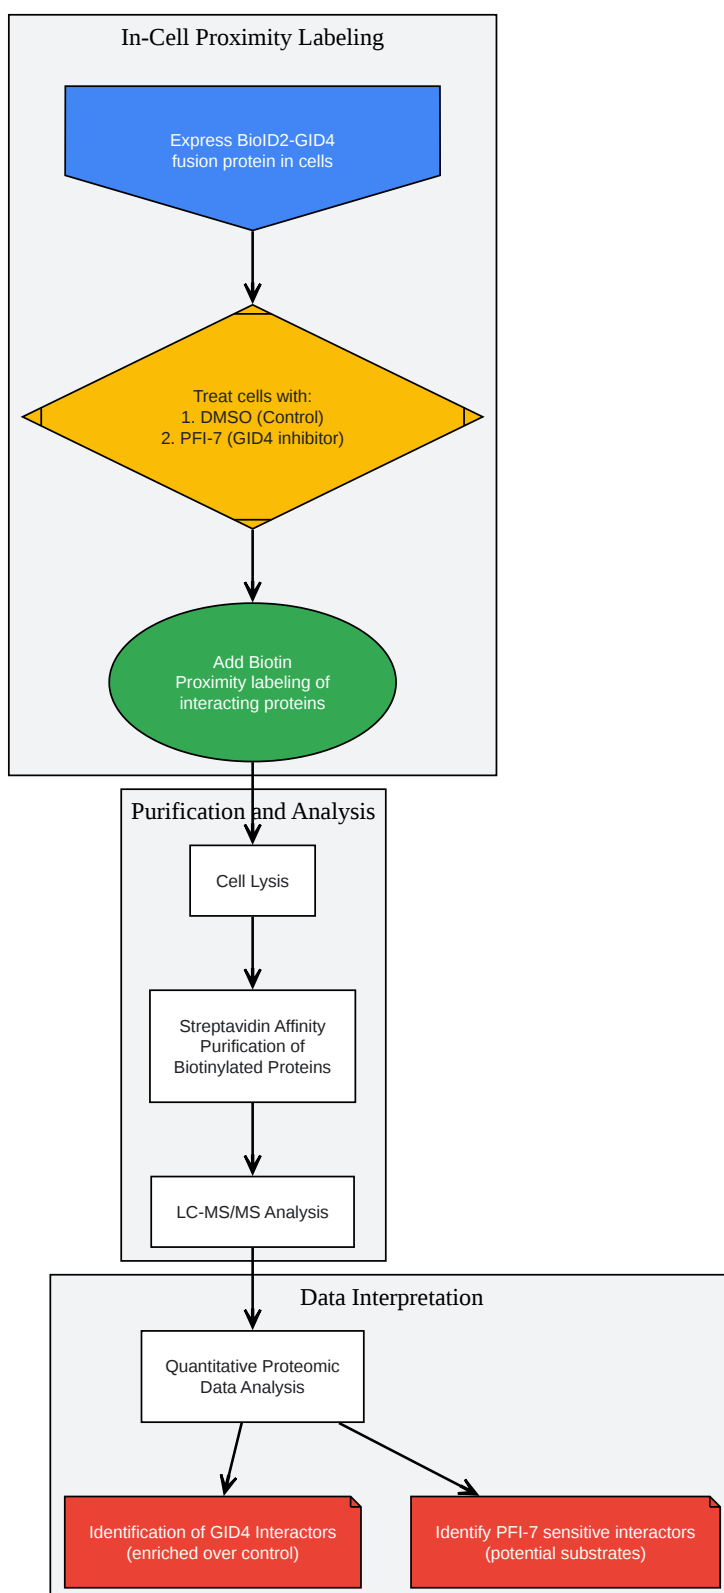 In-Cell Proximity Labeling
Express BioID2-GID4
fusion protein in cells
Treat cells with:
1. DMSO (Control)
2. PFI-7 (GID4 inhibitor)
Add Biotin
Proximity labeling of
interacting proteins
Purification and Analysis
Cell Lysis
Streptavidin Affinity
Purification of
Biotinylated Proteins
LC-MS/MS Analysis
Data Interpretation
Quantitative Proteomic
Data Analysis
Identification of GID4 Interactors
(enriched over control)
Identify PFI-7 sensitive interactors
(potential substrates)